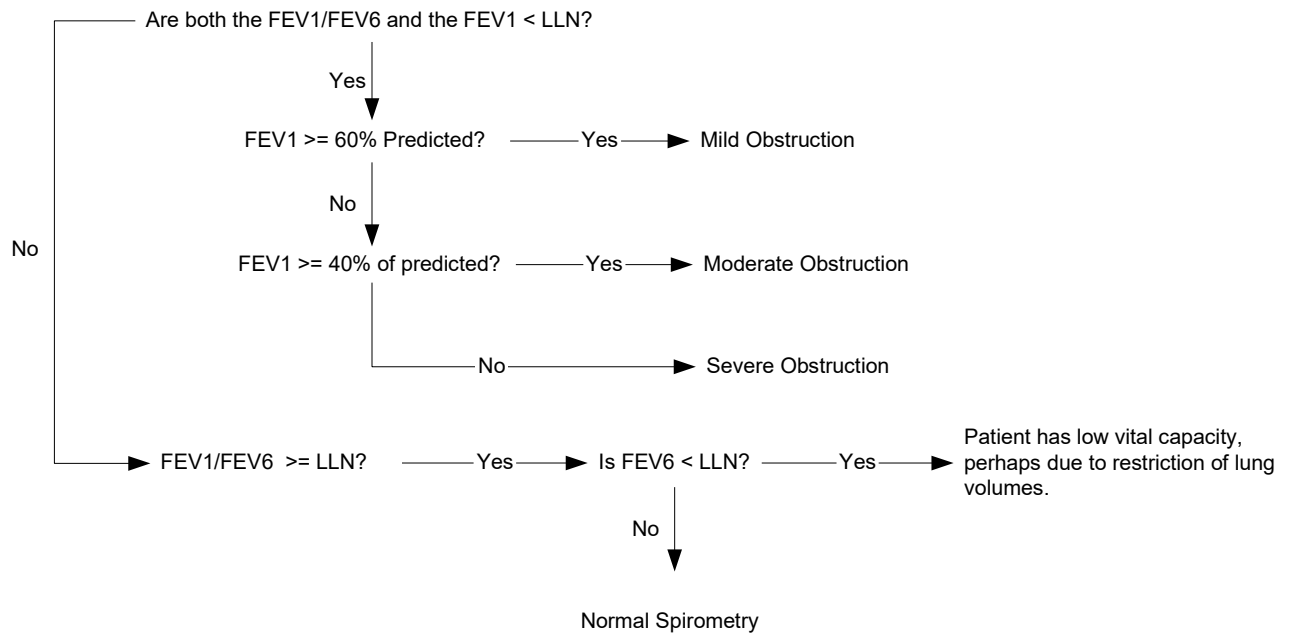 Are both the FEV1/FEV6 and the FEV1 < LLN?
Yes
FEV1 >= 60% Predicted?
Yes
Mild Obstruction
No
No
FEV1 >= 40% of predicted?
Yes
Moderate Obstruction
No
Severe Obstruction
FEV1/FEV6 >= LLN?
Yes
Is FEV6 < LLN?
Yes
Patient has low vital capacity,
perhaps due to restriction of lung
volumes.
No
Normal Spirometry